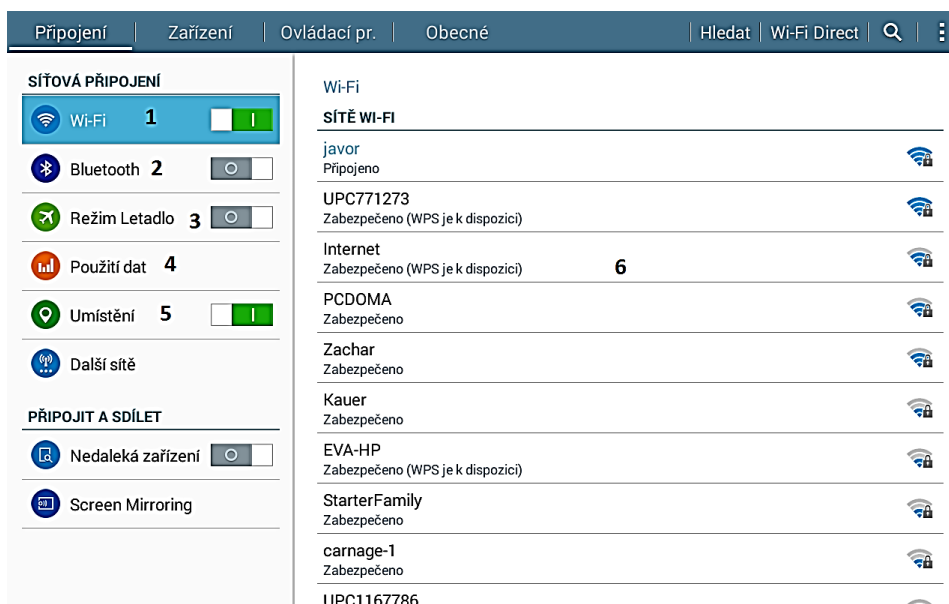 Připojení
Zařízení
Ovládací pr.
Obecné
Hledat
Wi-Fi Direct
SÍŤOVÁ PŘIPOJENÍ
Wi-Fi 1
Bluetooth 2
Režim Letadlo 3
Použití dat 4
Umístění 5
Další sítě
PŘIPOJIT A SDÍLET
Nedaleká zařízení
Screen Mirroring
Wi-Fi
SÍTĚ WI-FI
javor
Připojeno
UPC771273
Zabezpečeno (WPS je k dispozici)
Internet
Zabezpečeno (WPS je k dispozici) 6
PCDOMA
Zabezpečeno
Zachar
Zabezpečeno
Kauer
Zabezpečeno
EVA-HP
Zabezpečeno (WPS je k dispozici)
StarterFamily
Zabezpečeno
carnage-1
Zabezpečeno
UPC1167786